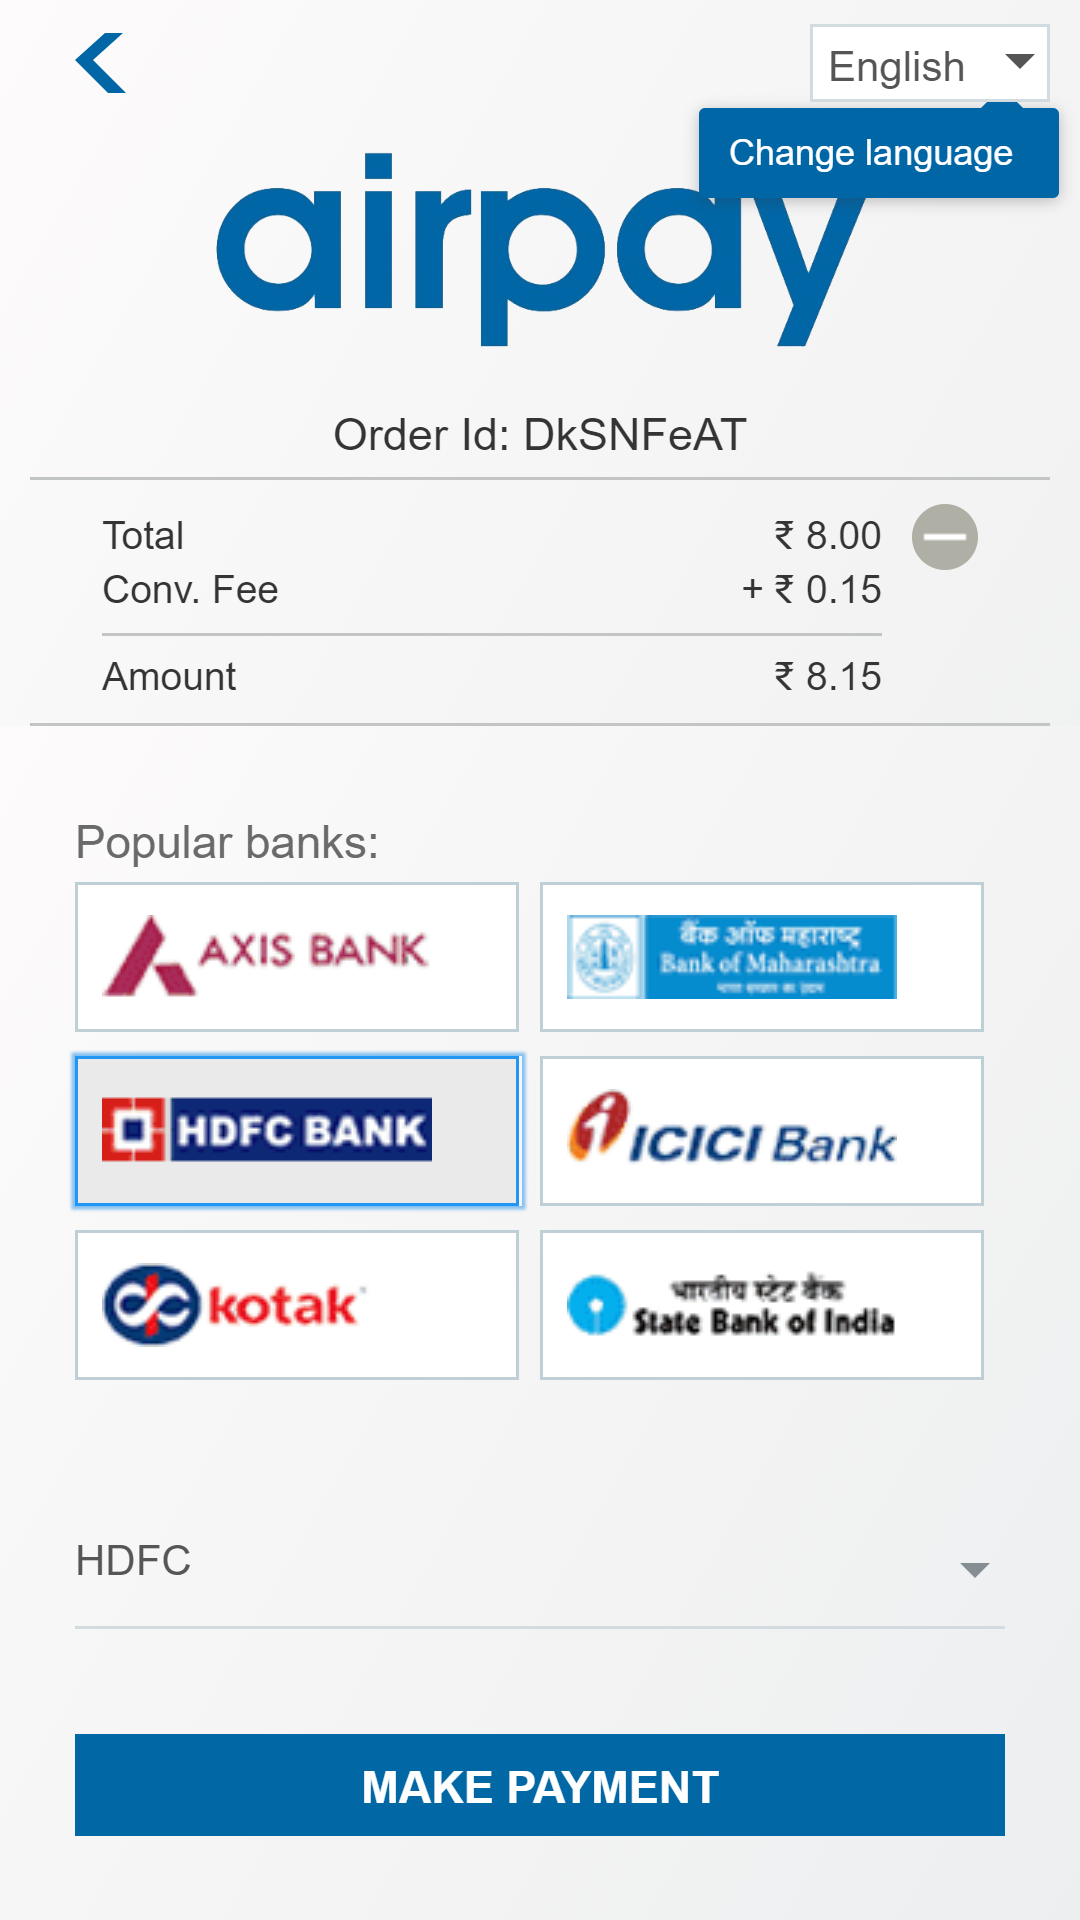 English
Change language
airpay
Order Id: DkSNFeAT
Total ₹ 8.00
Conv. Fee + ₹ 0.15
Amount ₹ 8.15
Popular banks:
AXIS BANK
बैंक ऑफ महाराष्ट्र
Bank of Maharashtra
HDFC BANK
ICICI Bank
kotak
भारतीय स्टेट बैंक
State Bank of India
HDFC
MAKE PAYMENT